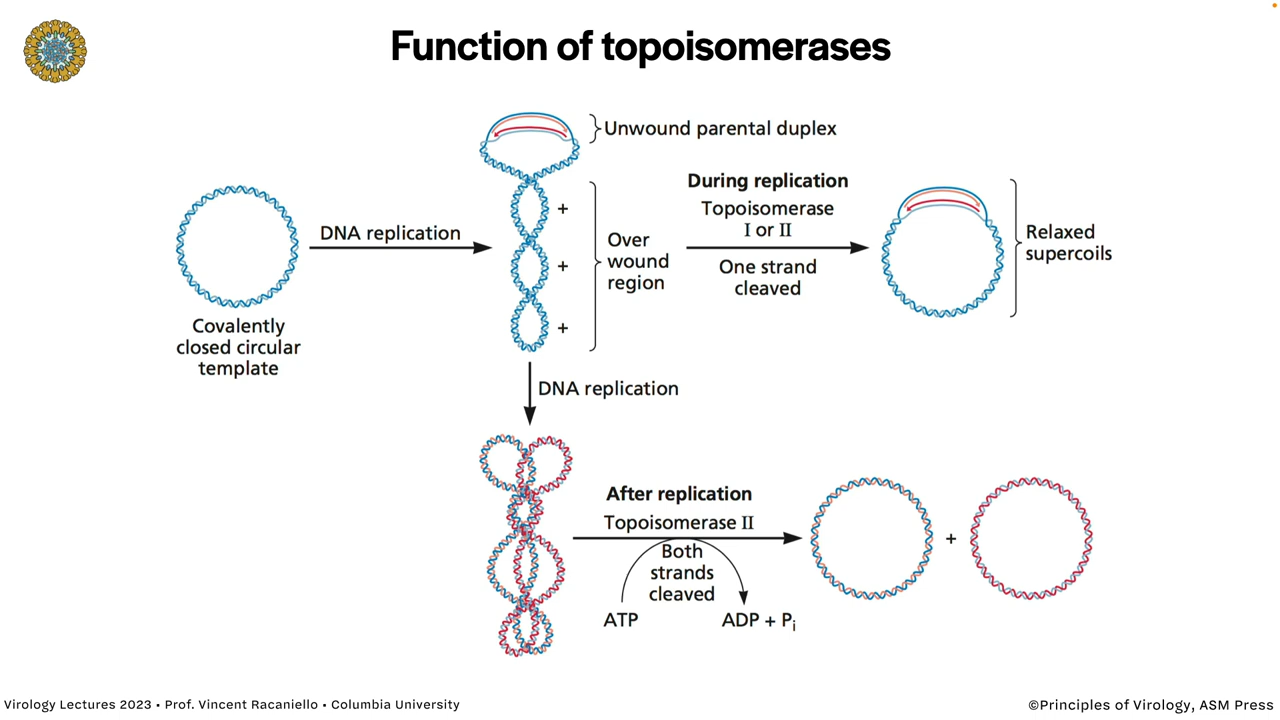 Function of topoisomerases
Unwound parental duplex
During replication
Topoisomerase
I or II
One strand
cleaved
DNA replication
+
+
+
Over
wound
region
Relaxed
supercoils
Covalently
closed circular
template
DNA replication
After replication
Topoisomerase II
Both
strands
cleaved
ATP
ADP + Pi
+
Virology Lectures 2023 • Prof. Vincent Racaniello • Columbia University
©Principles of Virology, ASM Press